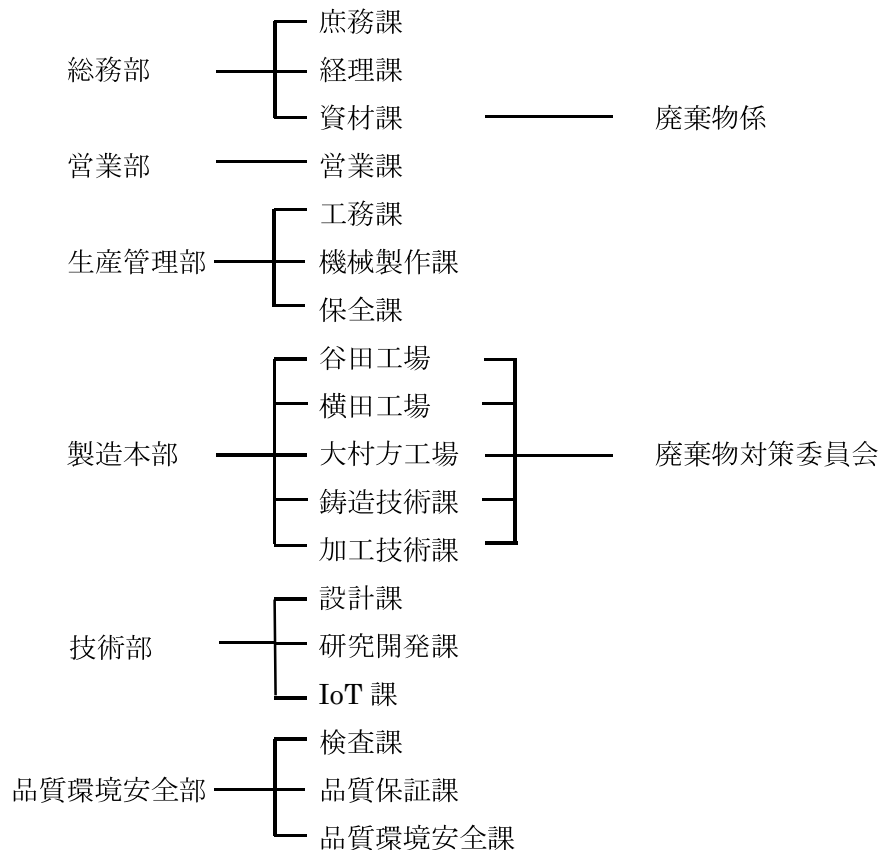 庶務課
総務部 経理課
資材課 廃棄物係
営業部 営業課
工務課
生産管理部 機械製作課
保全課
谷田工場
横田工場
製造本部 大村方工場 廃棄物対策委員会
鋳造技術課
加工技術課
設計課
技術部 研究開発課
IoT 課
検査課
品質環境安全部 品質保証課
品質環境安全課